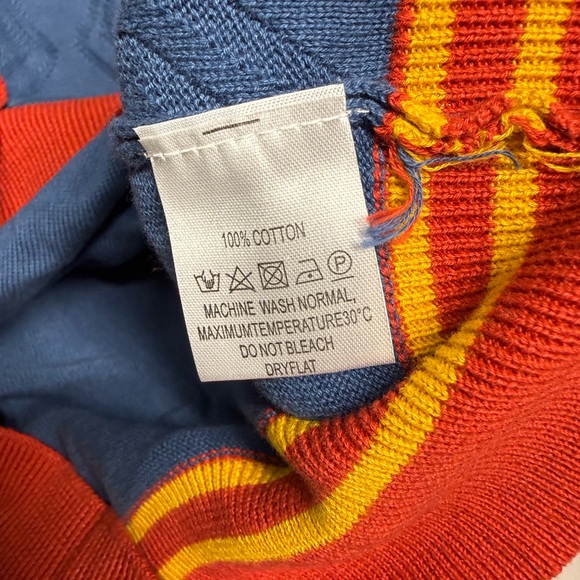 100% COTTON
MACHINE WASH NORMAL,
MAXIMUMTEMPERATURE30°C
DO NOT BLEACH
DRYFLAT